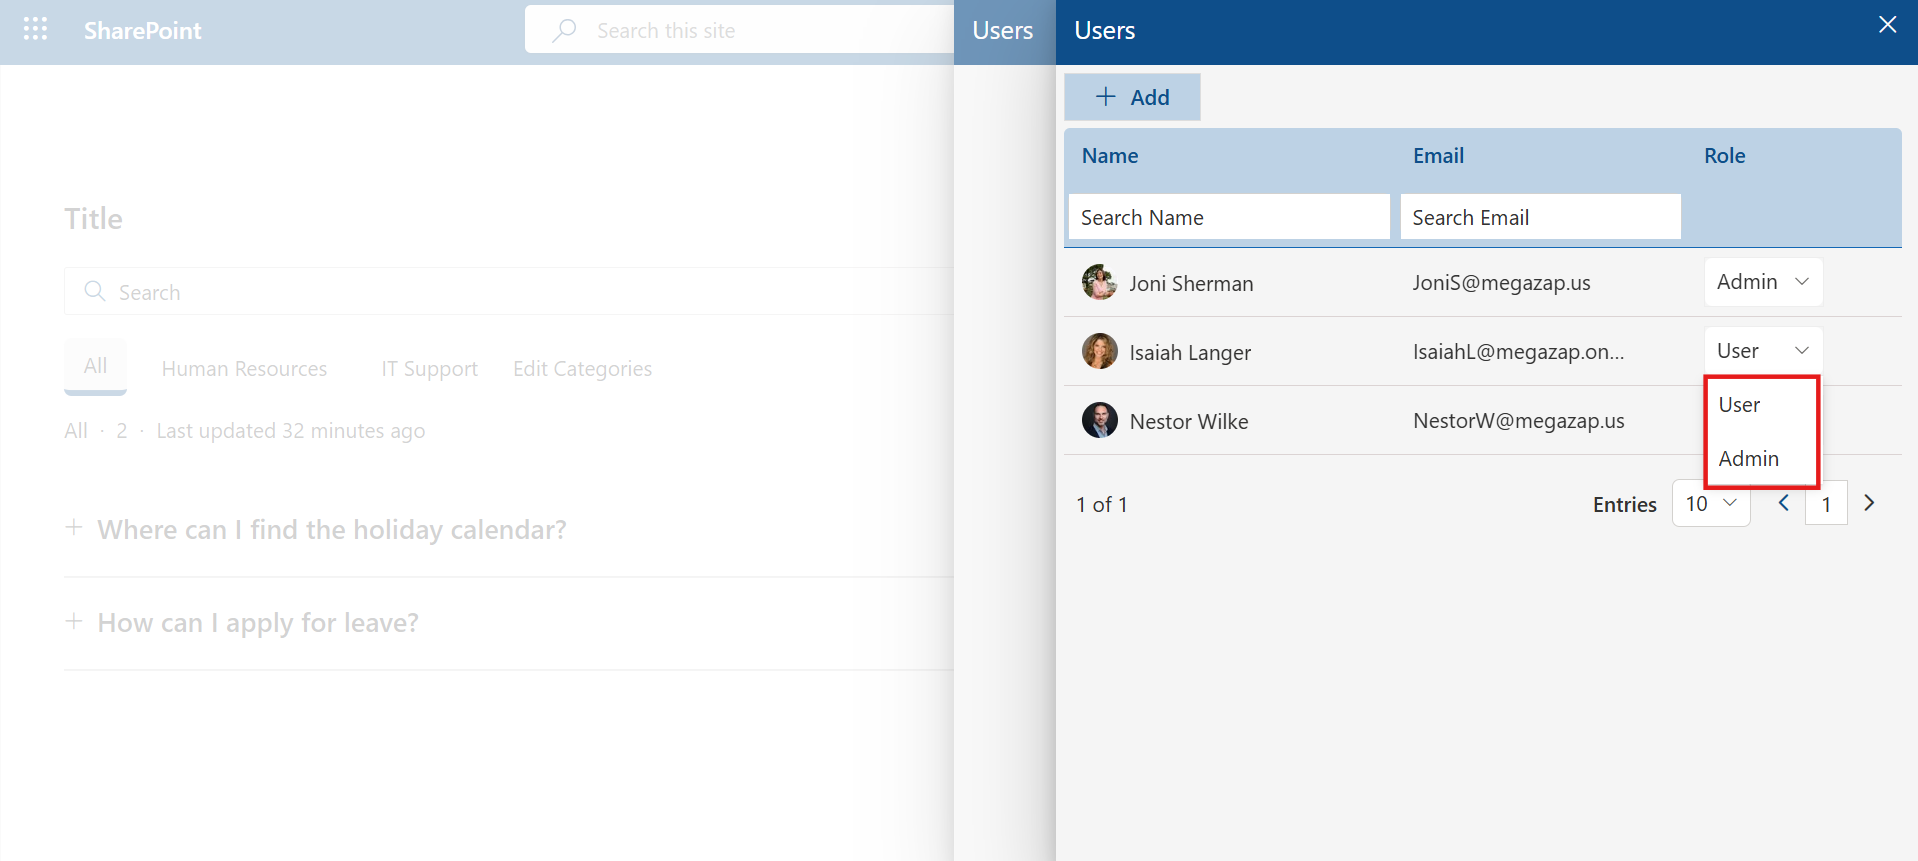 SharePoint
Search this site
Users
Users
Add
Name Email Role
Search Name Search Email
Joni Sherman JoniS@megazap.us Admin
Isaiah Langer IsaiahL@megazap.on... User
User
Nestor Wilke NestorW@megazap.us
Admin
1 of 1 Entries 10 1
Title
Search
All Human Resources IT Support Edit Categories
All · 2 · Last updated 32 minutes ago
Where can I find the holiday calendar?
How can I apply for leave?